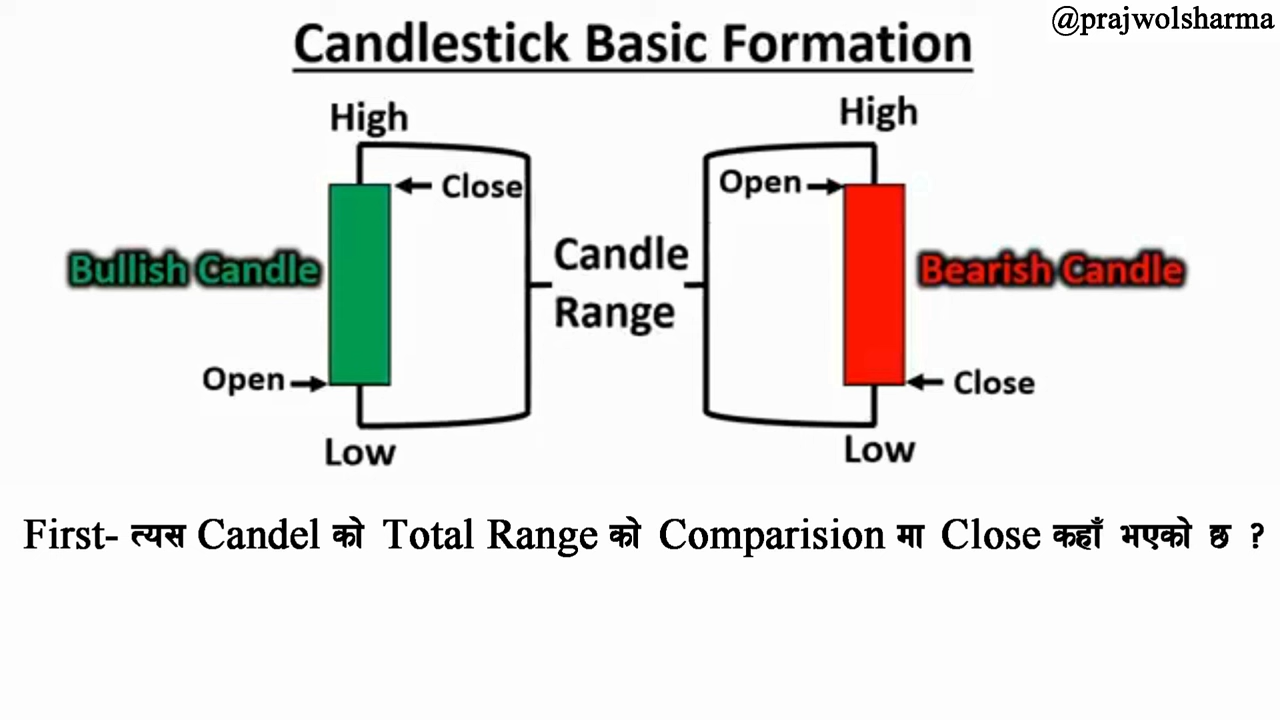 @prajwolsharma
Candlestick Basic Formation
High
High
Close
Open
Bullish Candle
Candle
Range
Bearish Candle
Open
Close
Low
Low
First- त्यस Candel को Total Range को Comparision मा Close कहाँ भएको छ ?